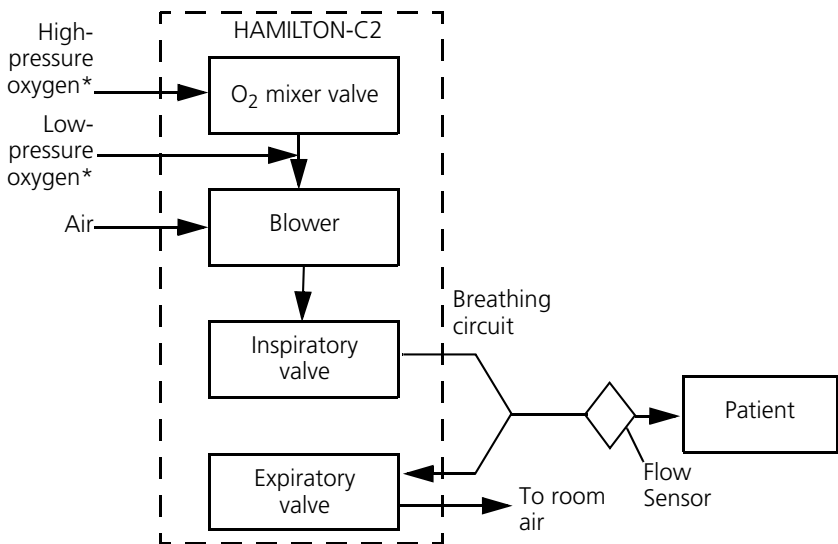 High-
pressure
oxygen*
HAMILTON-C2
O2 mixer valve
Low-
pressure
oxygen*
Air
Blower
Breathing
circuit
Inspiratory
valve
Patient
Flow
Sensor
Expiratory
valve
To room
air